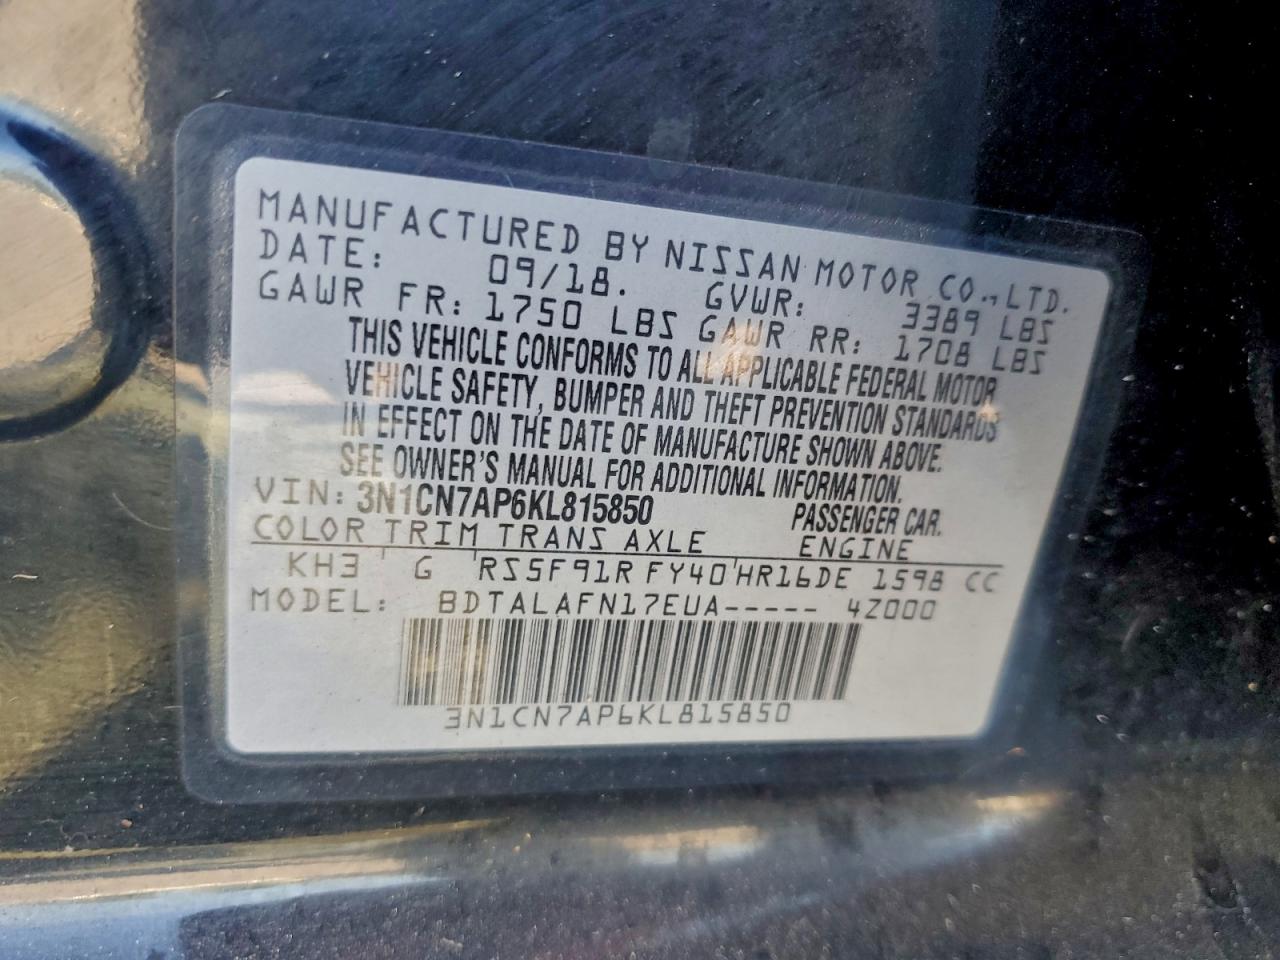 MANUFACTURED BY NISSAN MOTOR CO., LTD.
DATE: 09/18. GVWR: 3389 LBS
GAWR FR: 1750 LBS GAWR RR: 1708 LBS
THIS VEHICLE CONFORMS TO ALL APPLICABLE FEDERAL MOTOR
VEHICLE SAFETY, BUMPER AND THEFT PREVENTION STANDARDS
IN EFFECT ON THE DATE OF MANUFACTURE SHOWN ABOVE.
SEE OWNER'S MANUAL FOR ADDITIONAL INFORMATION.
VIN: 3N1CN7AP6KL815850 PASSENGER CAR.
COLOR TRIM TRANS AXLE ENGINE
KH3 G RS5F91R FY40 HR16DE 1598 CC
MODEL: BDTALAFN17EUA----- 4Z000
3N1CN7AP6KL815850